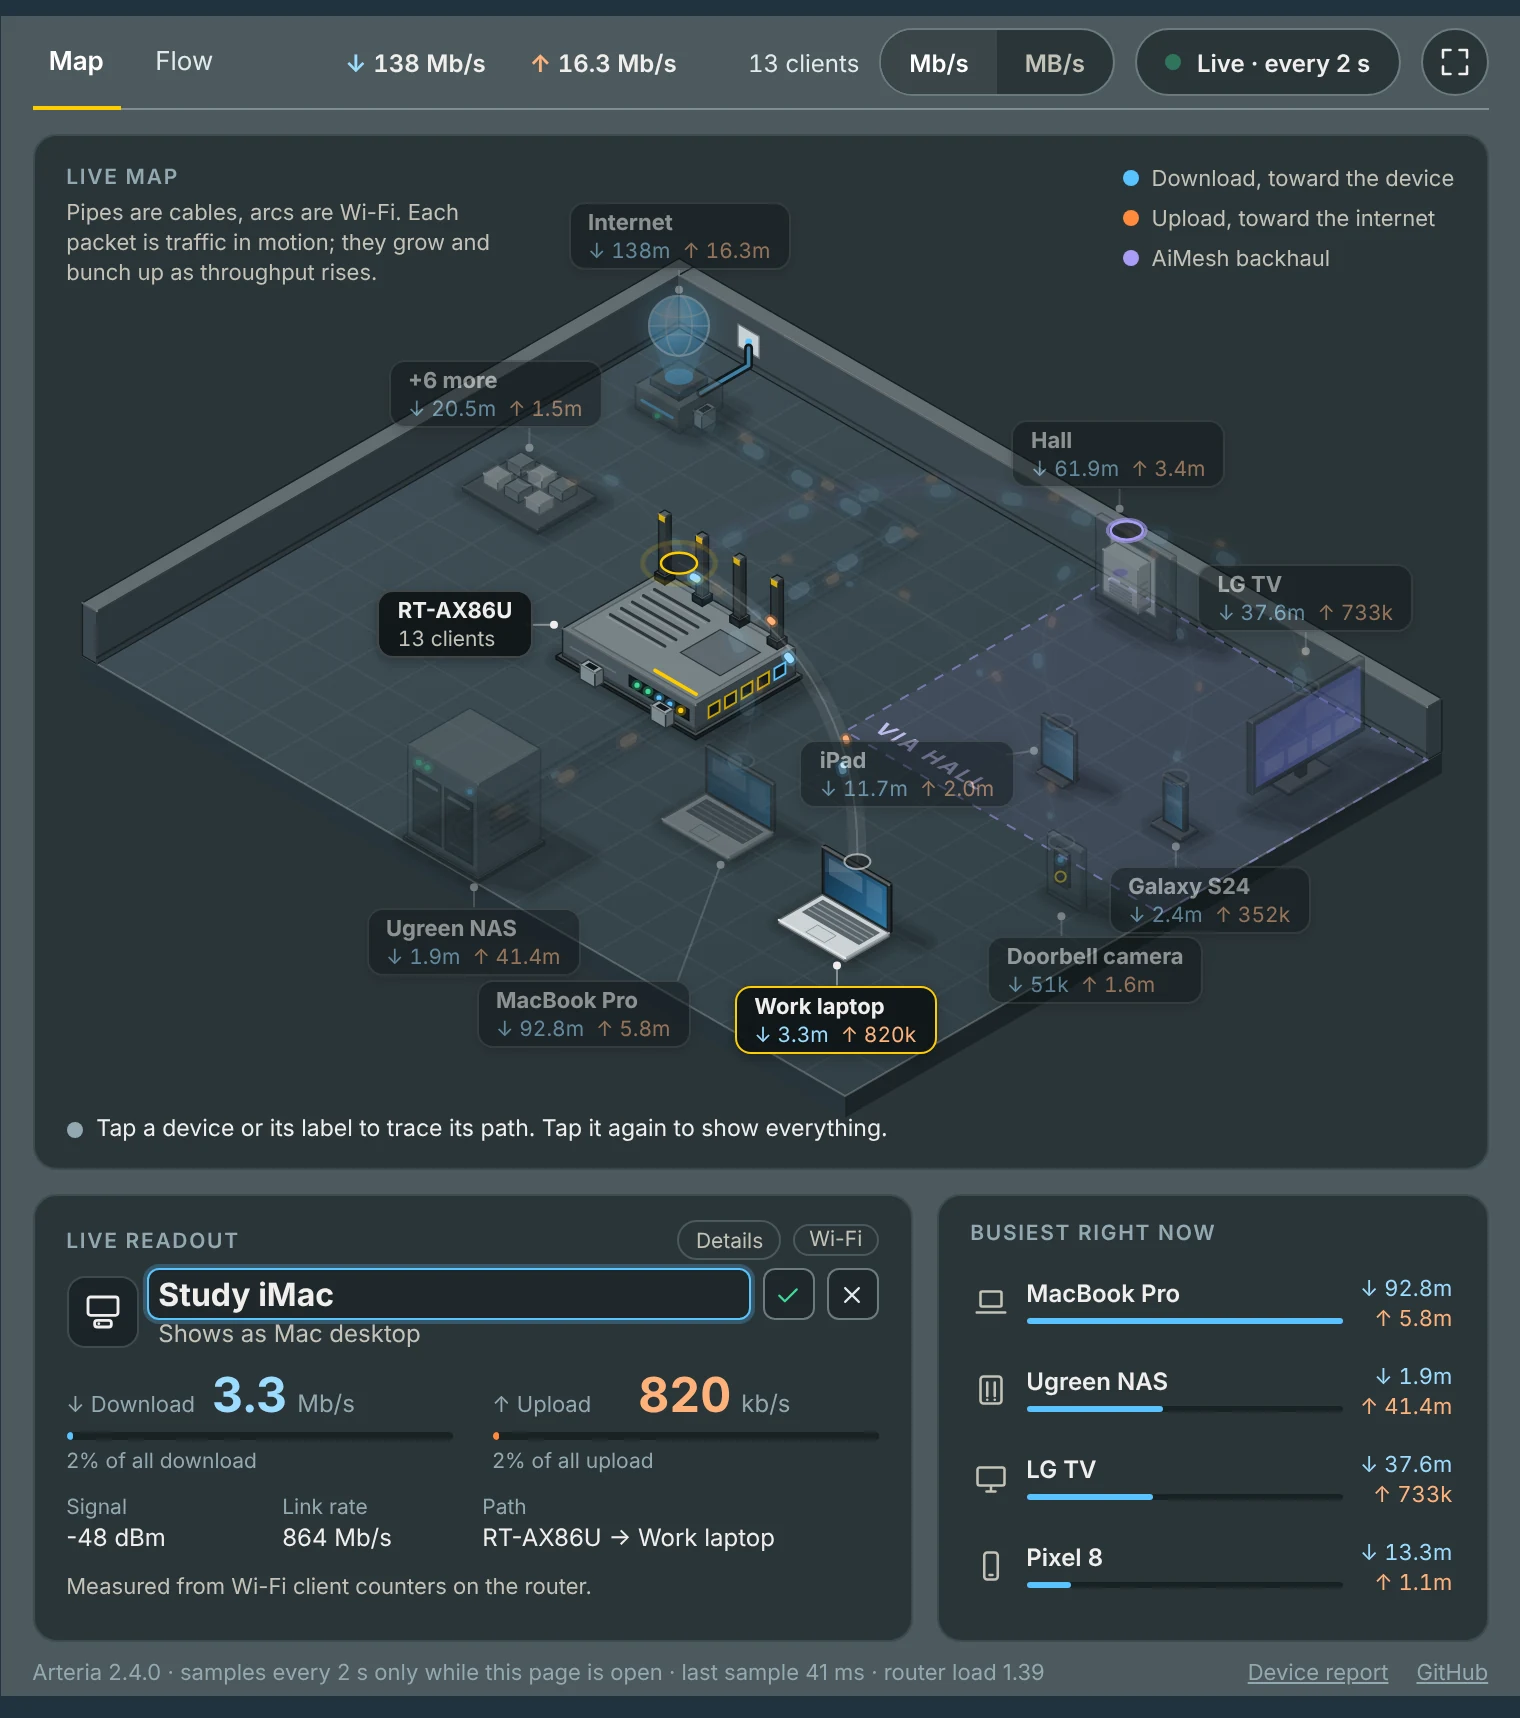 Map Flow ↓ 138 Mb/s ↑ 16.3 Mb/s 13 clients Mb/s MB/s Live · every 2 s
LIVE MAP
Pipes are cables, arcs are Wi-Fi. Each
packet is traffic in motion; they grow and
bunch up as throughput rises.
Download, toward the device
Upload, toward the internet
AiMesh backhaul
Internet
↓ 138m ↑ 16.3m
+6 more
↓ 20.5m ↑ 1.5m
Hall
↓ 61.9m ↑ 3.4m
LG TV
↓ 37.6m ↑ 733k
RT-AX86U
13 clients
VIA HALL
iPad
↓ 11.7m ↑ 2.0m
Galaxy S24
↓ 2.4m ↑ 352k
Ugreen NAS
↓ 1.9m ↑ 41.4m
Doorbell camera
↓ 51k ↑ 1.6m
MacBook Pro
↓ 92.8m ↑ 5.8m
Work laptop
↓ 3.3m ↑ 820k
Tap a device or its label to trace its path. Tap it again to show everything.
LIVE READOUT Details Wi-Fi
Study iMac
Shows as Mac desktop
↓ Download 3.3 Mb/s ↑ Upload 820 kb/s
2% of all download 2% of all upload
Signal Link rate Path
-48 dBm 864 Mb/s RT-AX86U → Work laptop
Measured from Wi-Fi client counters on the router.
BUSIEST RIGHT NOW
MacBook Pro ↓ 92.8m
↑ 5.8m
Ugreen NAS ↓ 1.9m
↑ 41.4m
LG TV ↓ 37.6m
↑ 733k
Pixel 8 ↓ 13.3m
↑ 1.1m
Arteria 2.4.0 · samples every 2 s only while this page is open · last sample 41 ms · router load 1.39 Device report GitHub